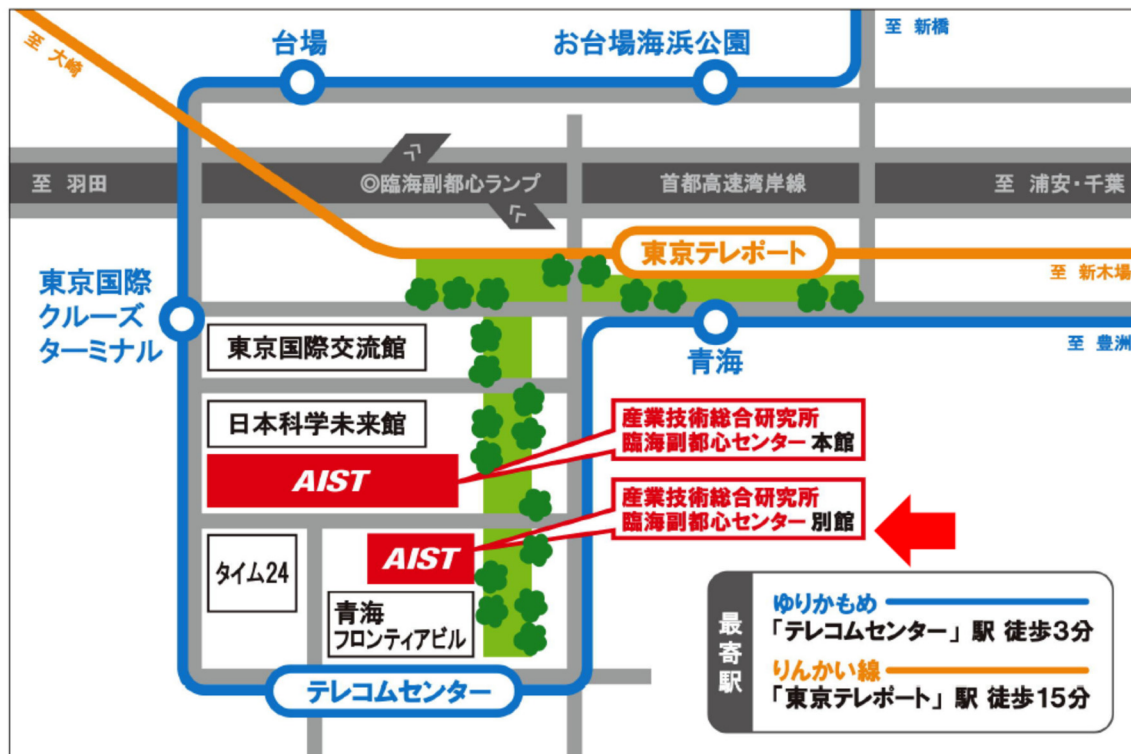 至 大崎
台場
お台場海浜公園
至 新橋
至 羽田
◎臨海副都心ランプ
首都高速湾岸線
至 浦安・千葉
東京テレポート
至 新木場
東京国際
クルーズ
ターミナル
青海
至 豊洲
東京国際交流館
日本科学未来館
AIST
産業技術総合研究所
臨海副都心センター 本館
産業技術総合研究所
臨海副都心センター 別館
タイム24
AIST
青海
フロンティアビル
テレコムセンター
最寄駅
ゆりかもめ
「テレコムセンター」駅 徒歩3分
りんかい線
「東京テレポート」駅 徒歩15分